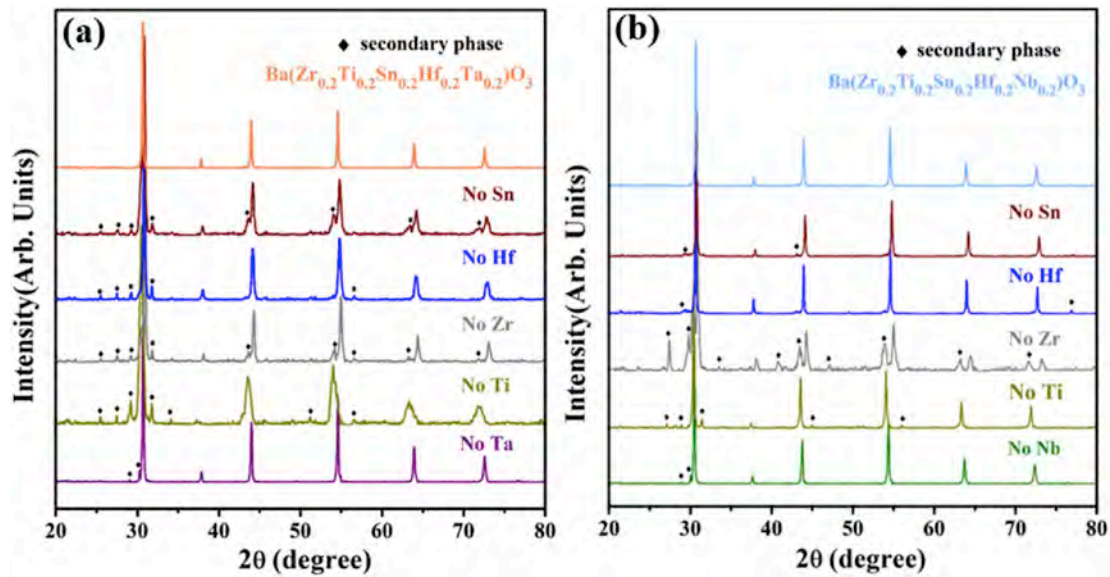 (a)
♦ secondary phase
Ba(Zr0.2Ti0.2Sn0.2Hf0.2Ta0.2)O3
No Sn
No Hf
No Zr
No Ti
No Ta
Intensity(Arb. Units)
20 30 40 50 60 70 80
2θ (degree)
(b)
♦ secondary phase
Ba(Zr0.2Ti0.2Sn0.2Hf0.2Nb0.2)O3
No Sn
No Hf
No Zr
No Ti
No Nb
Intensity(Arb. Units)
20 30 40 50 60 70 80
2θ (degree)